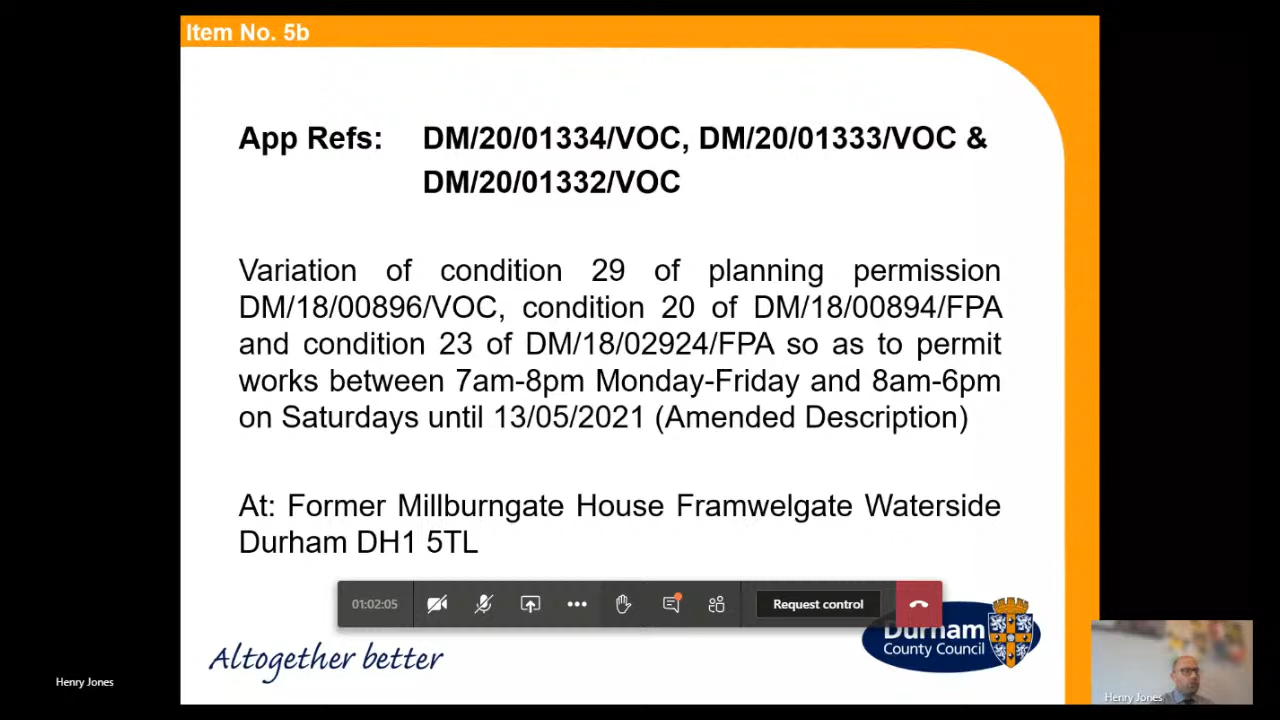 Item No. 5b
App Refs: DM/20/01334/VOC, DM/20/01333/VOC &
DM/20/01332/VOC
Variation of condition 29 of planning permission
DM/18/00896/VOC, condition 20 of DM/18/00894/FPA
and condition 23 of DM/18/02924/FPA so as to permit
works between 7am-8pm Monday-Friday and 8am-6pm
on Saturdays until 13/05/2021 (Amended Description)
At: Former Millburngate House Framwelgate Waterside
Durham DH1 5TL
01:02:05
Request control
Durham
County Council
Altogether better
Henry Jones
Henry Jones